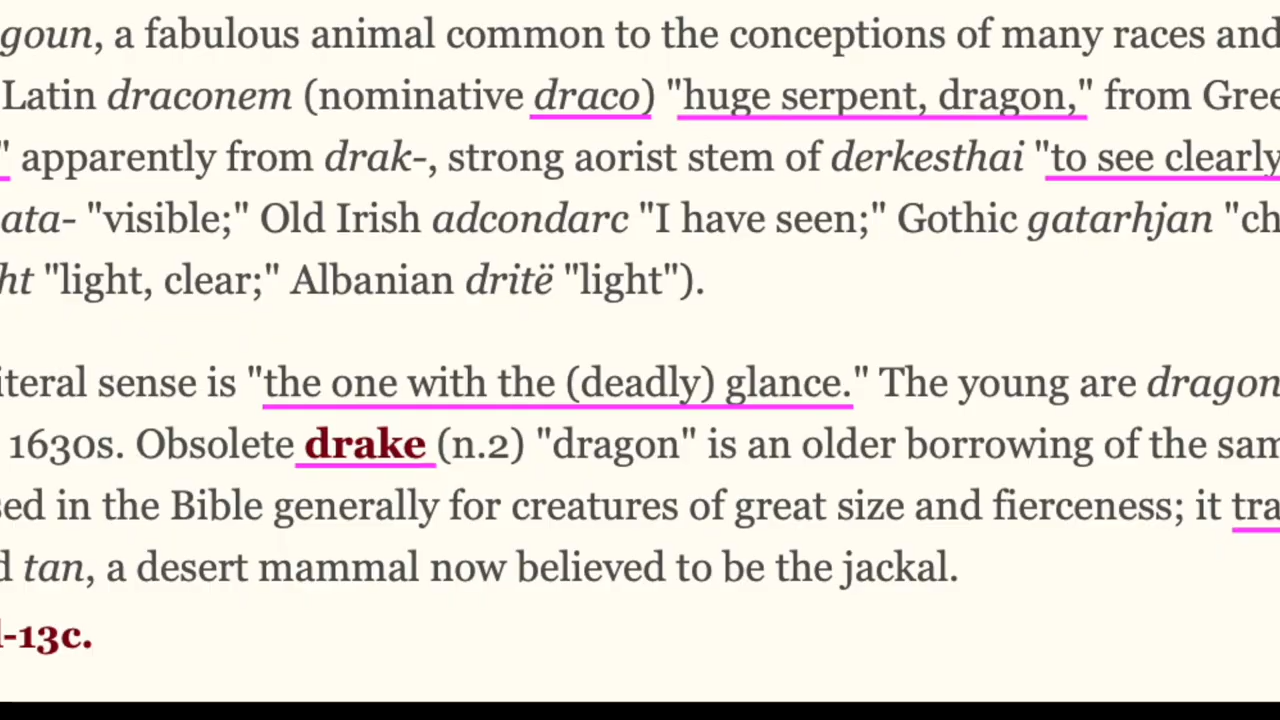 goun, a fabulous animal common to the conceptions of many races and
Latin draconem (nominative draco) "huge serpent, dragon," from Gree
" apparently from drak-, strong aorist stem of derkesthai "to see clearly
ata- "visible;" Old Irish adcondarc "I have seen;" Gothic gatarhjan "ch
ht "light, clear;" Albanian dritë "light").
iteral sense is "the one with the (deadly) glance." The young are dragon
1630s. Obsolete drake (n.2) "dragon" is an older borrowing of the sam
sed in the Bible generally for creatures of great size and fierceness; it tra
d tan, a desert mammal now believed to be the jackal.
l-13c.